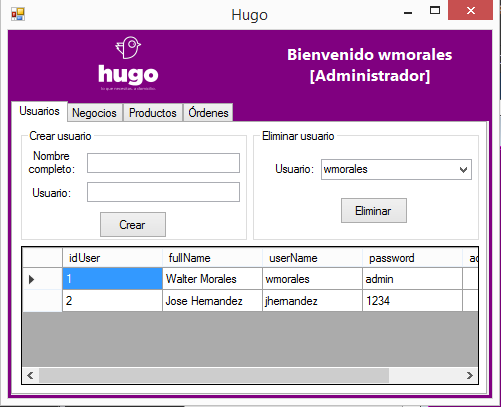 Hugo
Bienvenido wmorales
[Administrador]
hugo
lo que necesitas, a domicilio.
Usuarios Negocios Productos Órdenes
Crear usuario
Nombre
completo:
Usuario:
Crear
Eliminar usuario
Usuario: wmorales
Eliminar
idUser fullName userName password ad
1 Walter Morales wmorales admin
2 Jose Hernandez jhernandez 1234